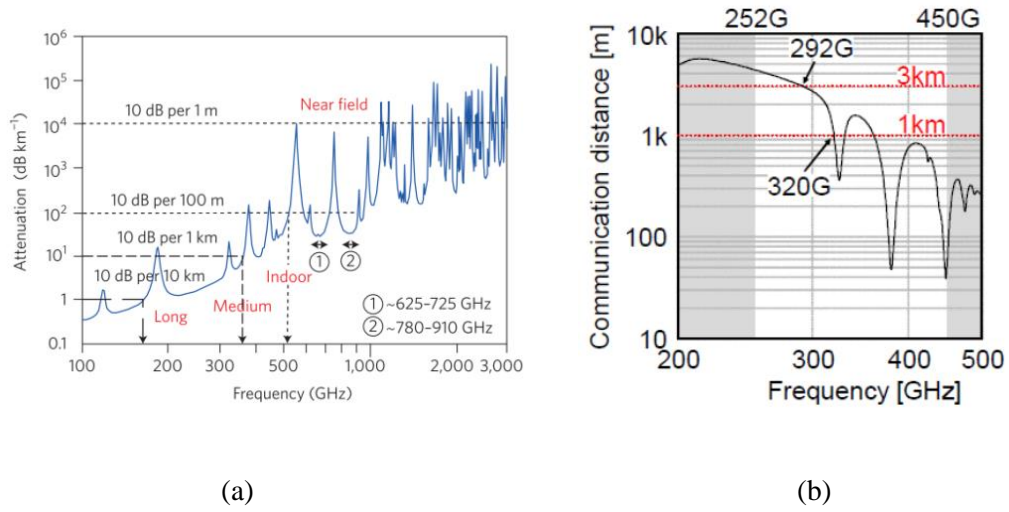 10⁶
10⁵
10⁴
10³
10²
10¹
1
0.1
Attenuation (dB km⁻¹)
10 dB per 1 m
Near field
10 dB per 100 m
10 dB per 1 km
10 dB per 10 km
Long
Medium
Indoor
1
2
1 ~625–725 GHz
2 ~780–910 GHz
100 200 300 500 1,000 2,000 3,000
Frequency (GHz)
(a)
252G 450G
10k
1k
100
10
Communication distance [m]
292G
3km
1km
320G
200 300 400 500
Frequency [GHz]
(b)